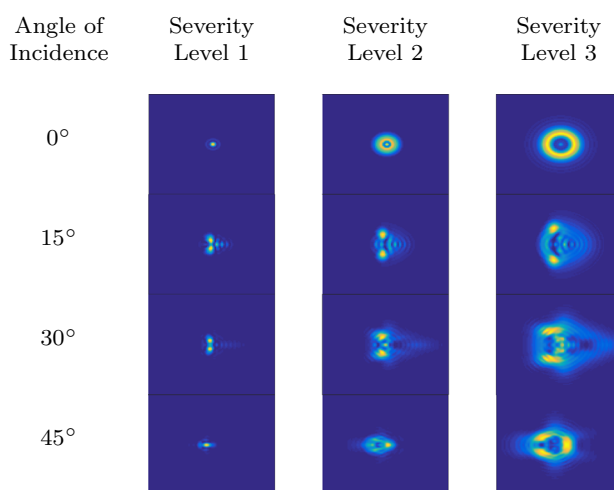 Angle of Incidence
Severity Level 1
Severity Level 2
Severity Level 3
0°
15°
30°
45°